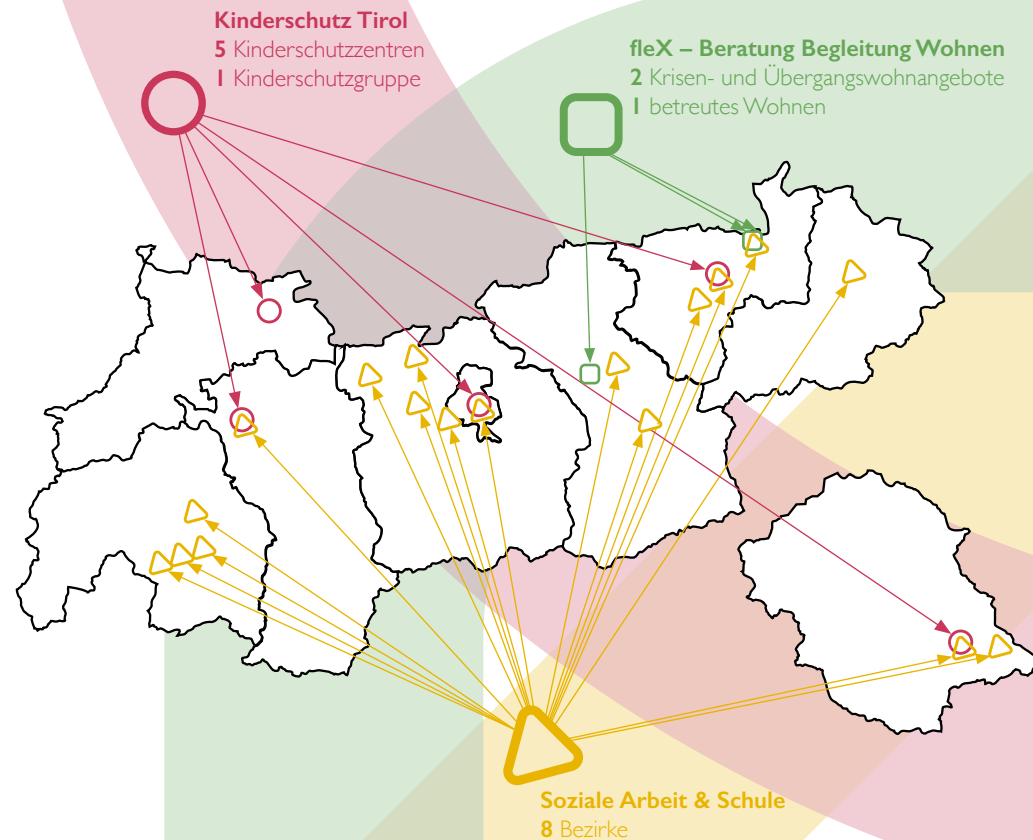 Kinderschutz Tirol
5 Kinderschutzzentren
1 Kinderschutzgruppe
fleX – Beratung Begleitung Wohnen
2 Krisen- und Übergangswohnangebote
1 betreutes Wohnen
Soziale Arbeit & Schule
8 Bezirke